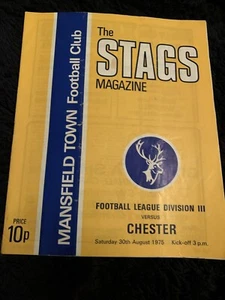 The
STAGS
MAGAZINE
MANSFIELD TOWN Football Club
FOOTBALL LEAGUE DIVISION III
VERSUS
CHESTER
Saturday 30th August 1975 Kick-off 3 p.m.
PRICE
10p